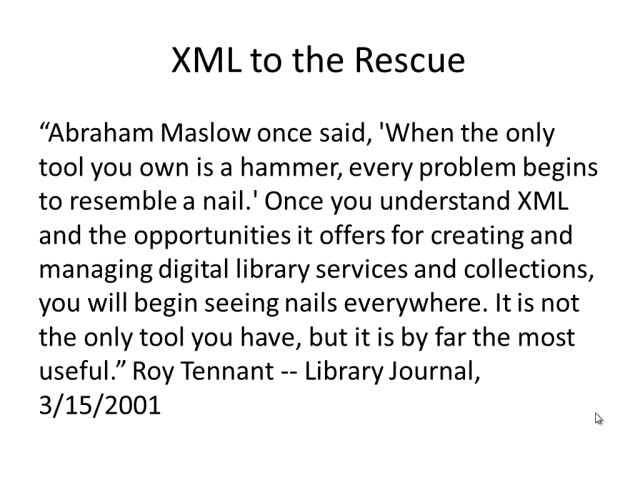 XML to the Rescue
“Abraham Maslow once said, 'When the only
tool you own is a hammer, every problem begins
to resemble a nail.' Once you understand XML
and the opportunities it offers for creating and
managing digital library services and collections,
you will begin seeing nails everywhere. It is not
the only tool you have, but it is by far the most
useful.” Roy Tennant -- Library Journal,
3/15/2001